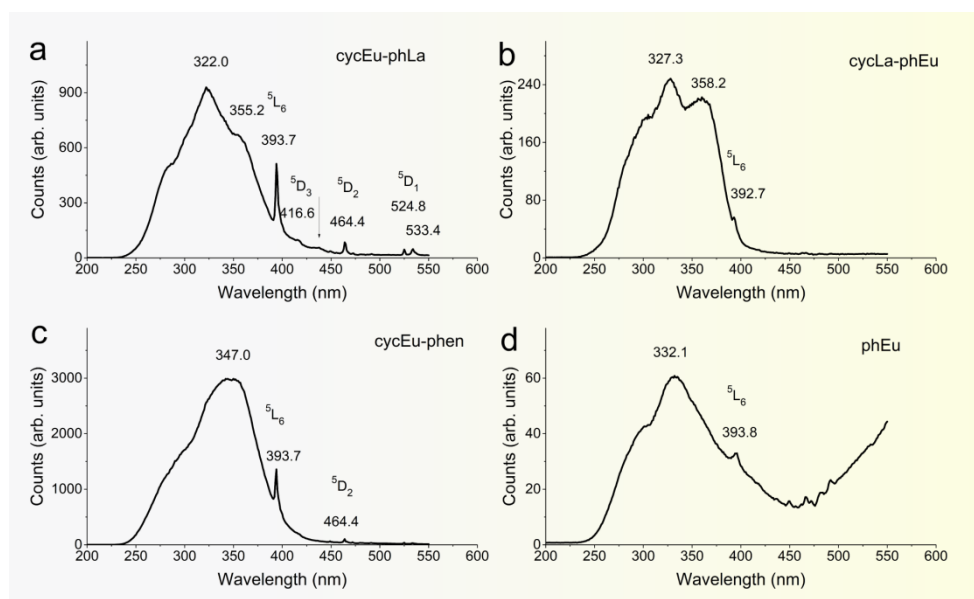 a
cycEu-phLa
322.0
355.2
⁵L₆
393.7
⁵D₃
416.6
⁵D₂
464.4
⁵D₁
524.8
533.4
900
600
300
0
200 250 300 350 400 450 500 550 600
Counts (arb. units)
Wavelength (nm)
b
cycLa-phEu
327.3
358.2
⁵L₆
392.7
240
160
80
0
200 250 300 350 400 450 500 550 600
Counts (arb. units)
Wavelength (nm)
c
cycEu-phen
347.0
⁵L₆
393.7
⁵D₂
464.4
3000
2000
1000
0
200 250 300 350 400 450 500 550 600
Counts (arb. units)
Wavelength (nm)
d
phEu
332.1
⁵L₆
393.8
60
40
20
0
200 250 300 350 400 450 500 550 600
Counts (arb. units)
Wavelength (nm)